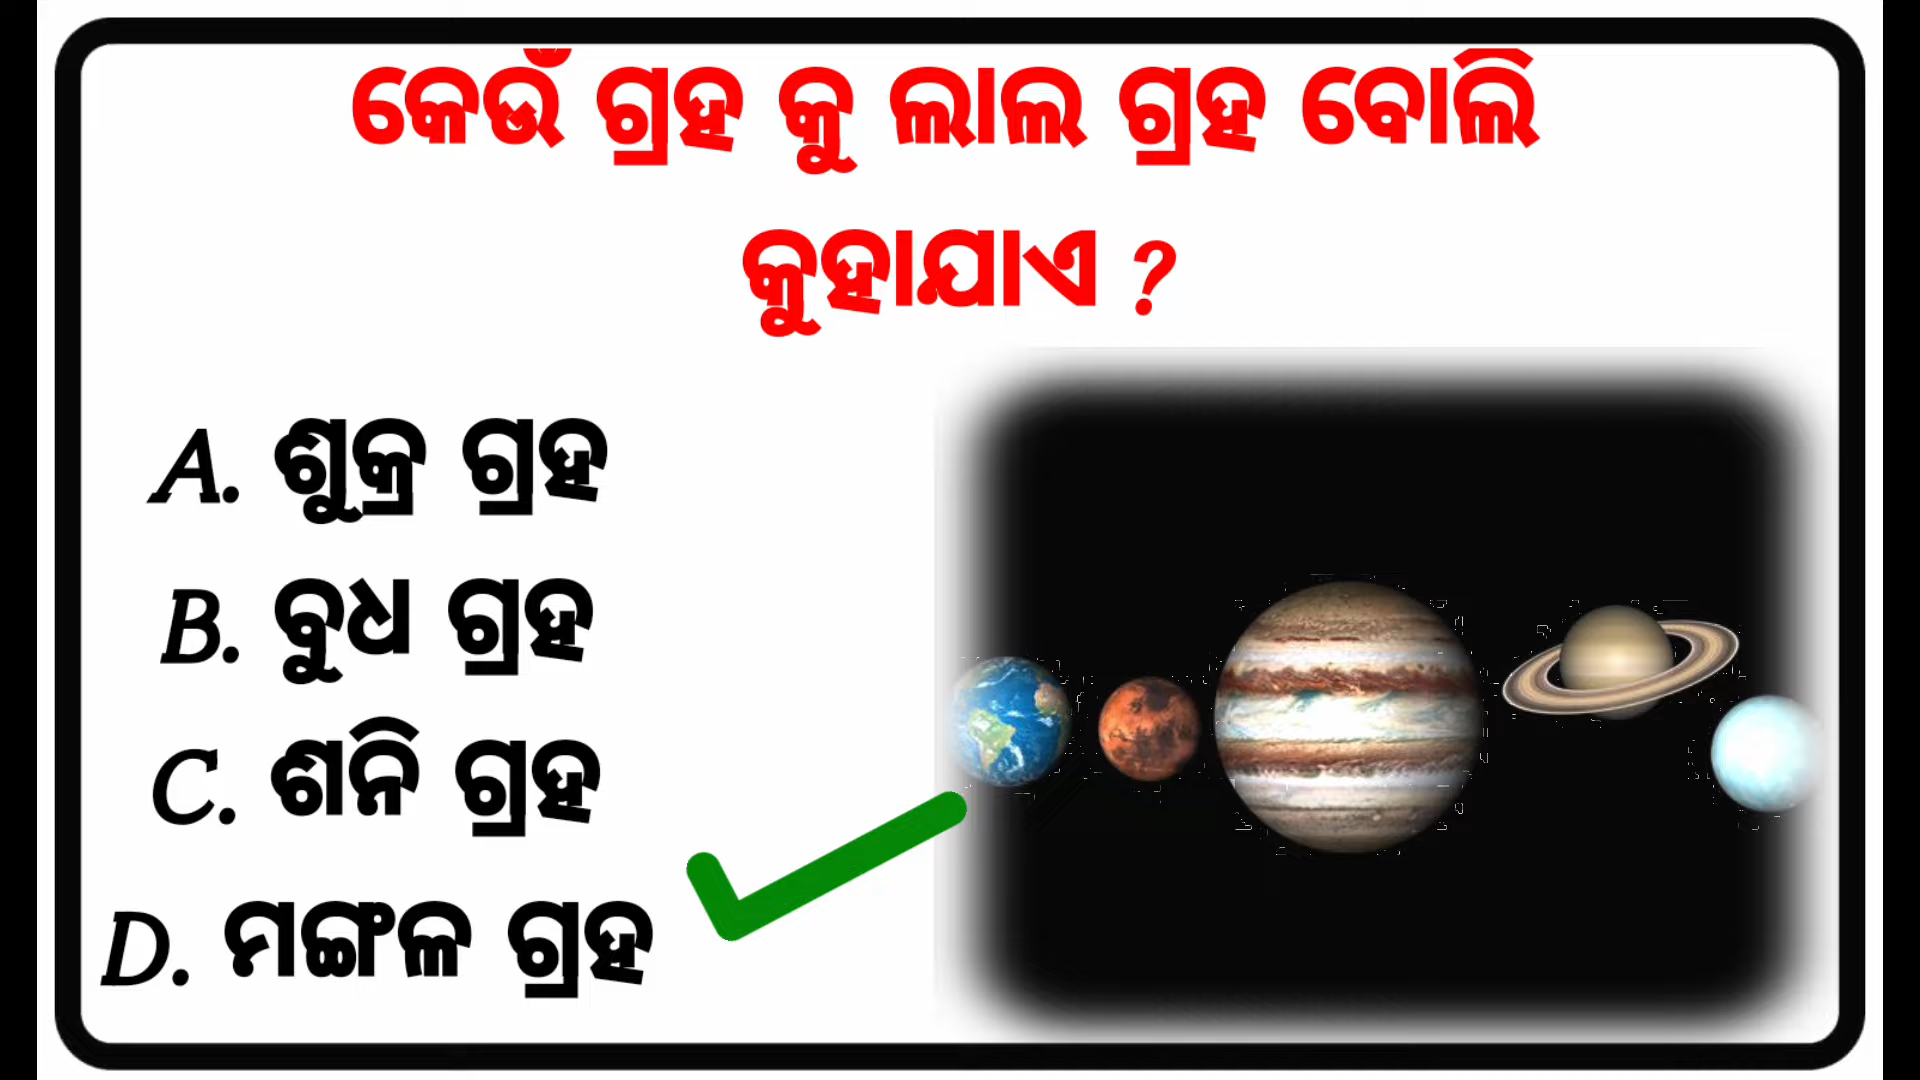 କେଉଁ ଗ୍ରହ କୁ ଲାଲ ଗ୍ରହ ବୋଲି
କୁହାଯାଏ ?
A. ଶୁକ୍ର ଗ୍ରହ
B. ବୁଧ ଗ୍ରହ
C. ଶନି ଗ୍ରହ
D. ମଙ୍ଗଳ ଗ୍ରହ